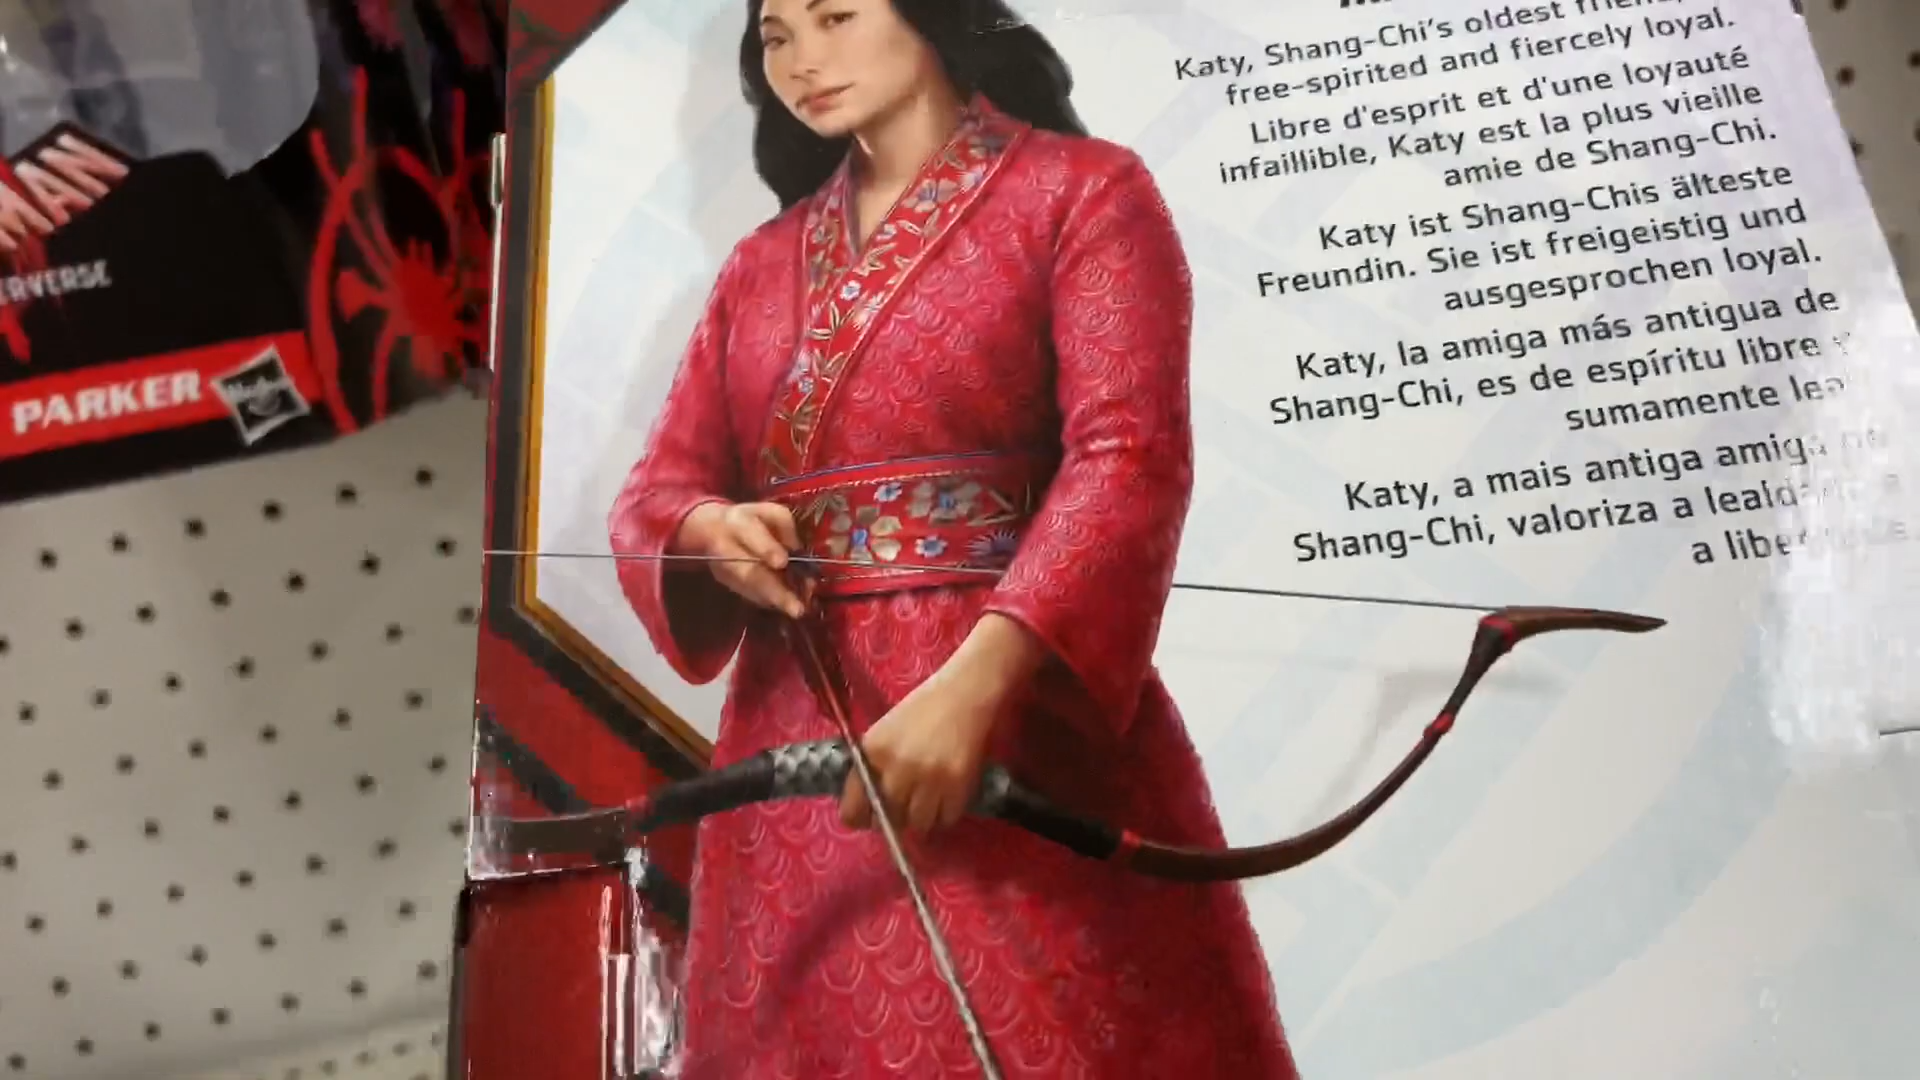 MAN
PARKER
Katy, Shang-Chi's oldest
free-spirited and fiercely loyal.
Libre d'esprit et d'une loyauté
infaillible, Katy est la plus vieille
amie de Shang-Chi.
Katy ist Shang-Chis älteste
Freundin. Sie ist freigeistig und
ausgesprochen loyal.
Katy, la amiga más antigua de
Shang-Chi, es de espíritu libre
sumamente
Katy, a mais antiga
Shang-Chi, valoriza a
a